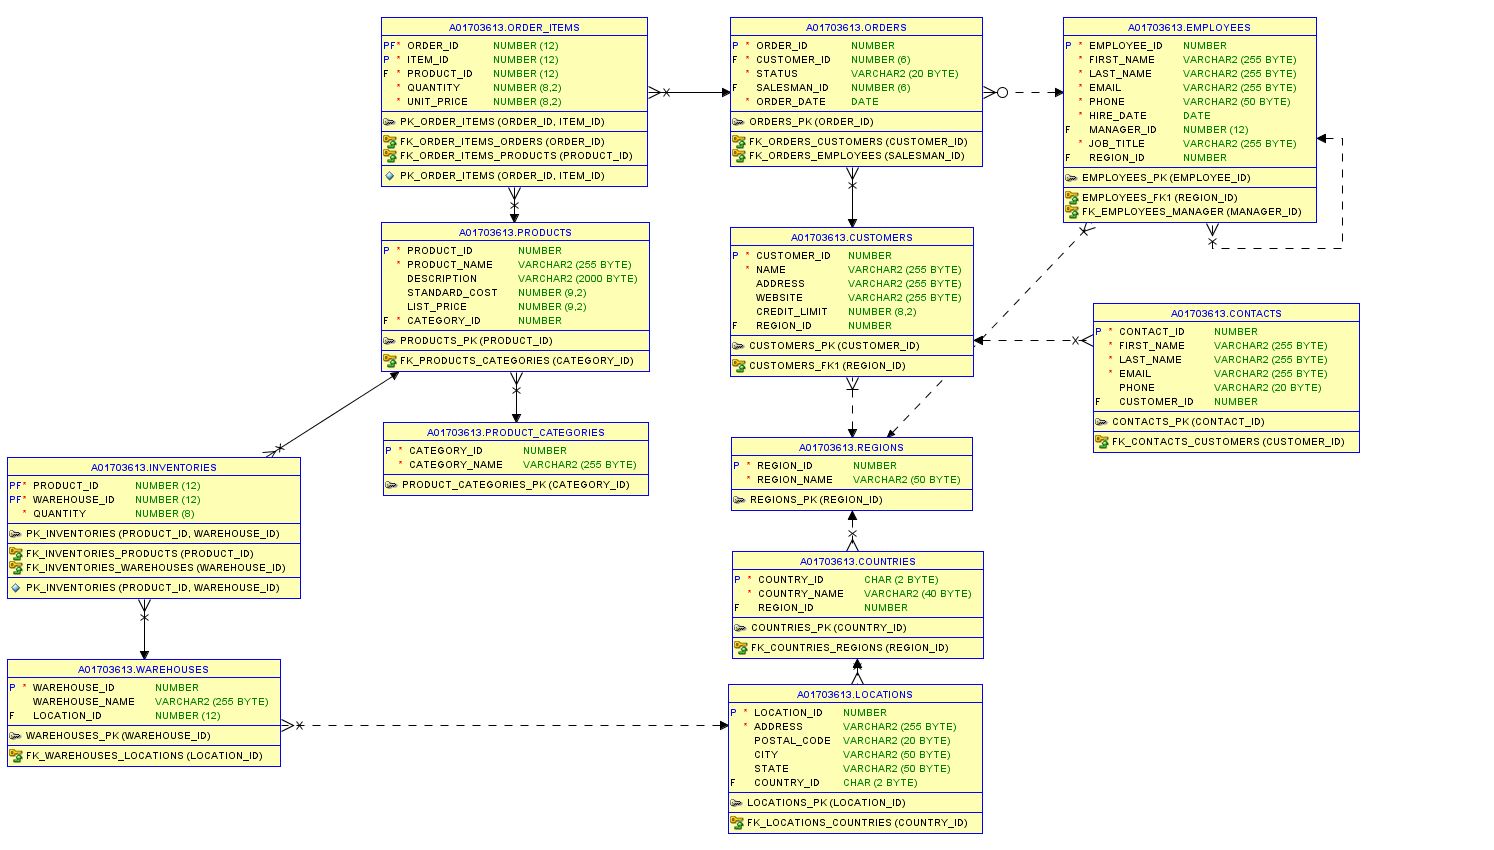 A01703613.ORDER_ITEMS
PF* ORDER_ID NUMBER (12)
P * ITEM_ID NUMBER (12)
F * PRODUCT_ID NUMBER (12)
* QUANTITY NUMBER (8,2)
* UNIT_PRICE NUMBER (8,2)
PK_ORDER_ITEMS (ORDER_ID, ITEM_ID)
FK_ORDER_ITEMS_ORDERS (ORDER_ID)
FK_ORDER_ITEMS_PRODUCTS (PRODUCT_ID)
PK_ORDER_ITEMS (ORDER_ID, ITEM_ID)
A01703613.ORDERS
P * ORDER_ID NUMBER
F * CUSTOMER_ID NUMBER (6)
* STATUS VARCHAR2 (20 BYTE)
F SALESMAN_ID NUMBER (6)
* ORDER_DATE DATE
ORDERS_PK (ORDER_ID)
FK_ORDERS_CUSTOMERS (CUSTOMER_ID)
FK_ORDERS_EMPLOYEES (SALESMAN_ID)
A01703613.EMPLOYEES
P * EMPLOYEE_ID NUMBER
* FIRST_NAME VARCHAR2 (255 BYTE)
* LAST_NAME VARCHAR2 (255 BYTE)
* EMAIL VARCHAR2 (255 BYTE)
* PHONE VARCHAR2 (50 BYTE)
* HIRE_DATE DATE
F MANAGER_ID NUMBER (12)
* JOB_TITLE VARCHAR2 (255 BYTE)
F REGION_ID NUMBER
EMPLOYEES_PK (EMPLOYEE_ID)
EMPLOYEES_FK1 (REGION_ID)
FK_EMPLOYEES_MANAGER (MANAGER_ID)
A01703613.PRODUCTS
P * PRODUCT_ID NUMBER
* PRODUCT_NAME VARCHAR2 (255 BYTE)
DESCRIPTION VARCHAR2 (2000 BYTE)
STANDARD_COST NUMBER (9,2)
LIST_PRICE NUMBER (9,2)
F * CATEGORY_ID NUMBER
PRODUCTS_PK (PRODUCT_ID)
FK_PRODUCTS_CATEGORIES (CATEGORY_ID)
A01703613.CUSTOMERS
P * CUSTOMER_ID NUMBER
* NAME VARCHAR2 (255 BYTE)
ADDRESS VARCHAR2 (255 BYTE)
WEBSITE VARCHAR2 (255 BYTE)
CREDIT_LIMIT NUMBER (8,2)
F REGION_ID NUMBER
CUSTOMERS_PK (CUSTOMER_ID)
CUSTOMERS_FK1 (REGION_ID)
A01703613.CONTACTS
P * CONTACT_ID NUMBER
* FIRST_NAME VARCHAR2 (255 BYTE)
* LAST_NAME VARCHAR2 (255 BYTE)
* EMAIL VARCHAR2 (255 BYTE)
PHONE VARCHAR2 (20 BYTE)
F CUSTOMER_ID NUMBER
CONTACTS_PK (CONTACT_ID)
FK_CONTACTS_CUSTOMERS (CUSTOMER_ID)
A01703613.PRODUCT_CATEGORIES
P * CATEGORY_ID NUMBER
* CATEGORY_NAME VARCHAR2 (255 BYTE)
PRODUCT_CATEGORIES_PK (CATEGORY_ID)
A01703613.REGIONS
P * REGION_ID NUMBER
* REGION_NAME VARCHAR2 (50 BYTE)
REGIONS_PK (REGION_ID)
A01703613.INVENTORIES
PF* PRODUCT_ID NUMBER (12)
PF* WAREHOUSE_ID NUMBER (12)
* QUANTITY NUMBER (8)
PK_INVENTORIES (PRODUCT_ID, WAREHOUSE_ID)
FK_INVENTORIES_PRODUCTS (PRODUCT_ID)
FK_INVENTORIES_WAREHOUSES (WAREHOUSE_ID)
PK_INVENTORIES (PRODUCT_ID, WAREHOUSE_ID)
A01703613.COUNTRIES
P * COUNTRY_ID CHAR (2 BYTE)
* COUNTRY_NAME VARCHAR2 (40 BYTE)
F REGION_ID NUMBER
COUNTRIES_PK (COUNTRY_ID)
FK_COUNTRIES_REGIONS (REGION_ID)
A01703613.WAREHOUSES
P * WAREHOUSE_ID NUMBER
WAREHOUSE_NAME VARCHAR2 (255 BYTE)
F LOCATION_ID NUMBER (12)
WAREHOUSES_PK (WAREHOUSE_ID)
FK_WAREHOUSES_LOCATIONS (LOCATION_ID)
A01703613.LOCATIONS
P * LOCATION_ID NUMBER
* ADDRESS VARCHAR2 (255 BYTE)
POSTAL_CODE VARCHAR2 (20 BYTE)
CITY VARCHAR2 (50 BYTE)
STATE VARCHAR2 (50 BYTE)
F COUNTRY_ID CHAR (2 BYTE)
LOCATIONS_PK (LOCATION_ID)
FK_LOCATIONS_COUNTRIES (COUNTRY_ID)